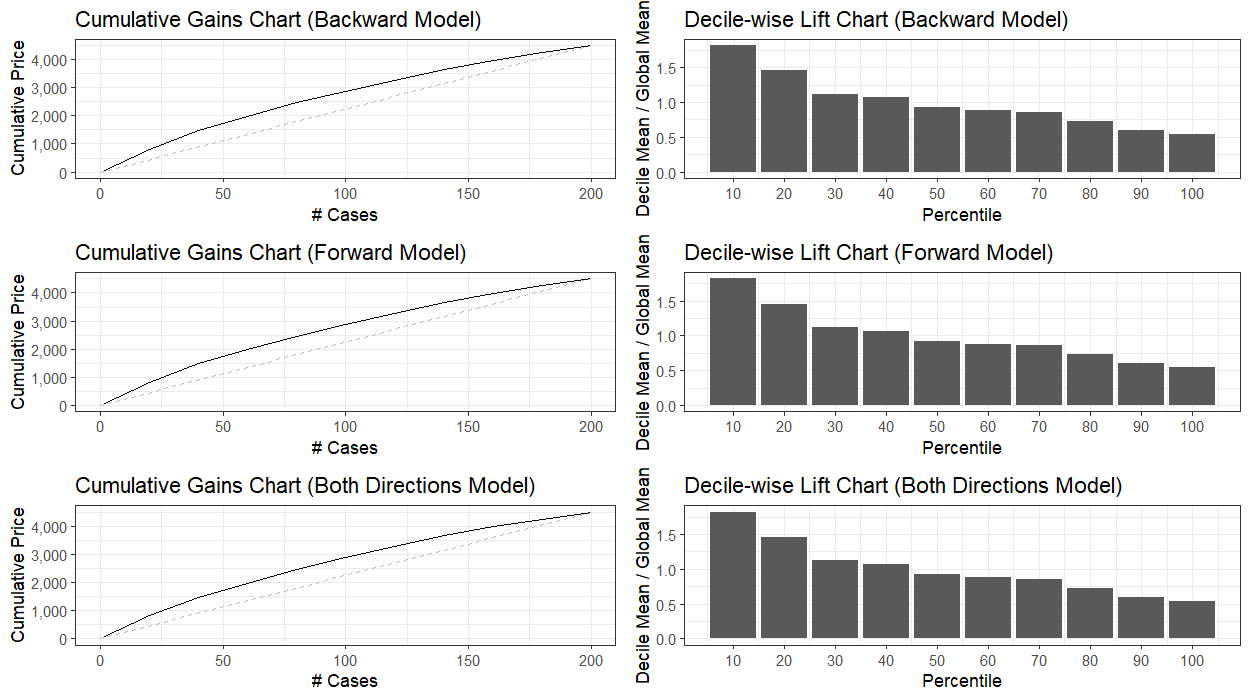 Cumulative Gains Chart (Backward Model)
Cumulative Price
4,000
3,000
2,000
1,000
0
0 50 100 150 200
# Cases
Decile-wise Lift Chart (Backward Model)
Decile Mean / Global Mean
1.5
1.0
0.5
0.0
10 20 30 40 50 60 70 80 90 100
Percentile
Cumulative Gains Chart (Forward Model)
Cumulative Price
4,000
3,000
2,000
1,000
0
0 50 100 150 200
# Cases
Decile-wise Lift Chart (Forward Model)
Decile Mean / Global Mean
1.5
1.0
0.5
0.0
10 20 30 40 50 60 70 80 90 100
Percentile
Cumulative Gains Chart (Both Directions Model)
Cumulative Price
4,000
3,000
2,000
1,000
0
0 50 100 150 200
# Cases
Decile-wise Lift Chart (Both Directions Model)
Decile Mean / Global Mean
1.5
1.0
0.5
0.0
10 20 30 40 50 60 70 80 90 100
Percentile